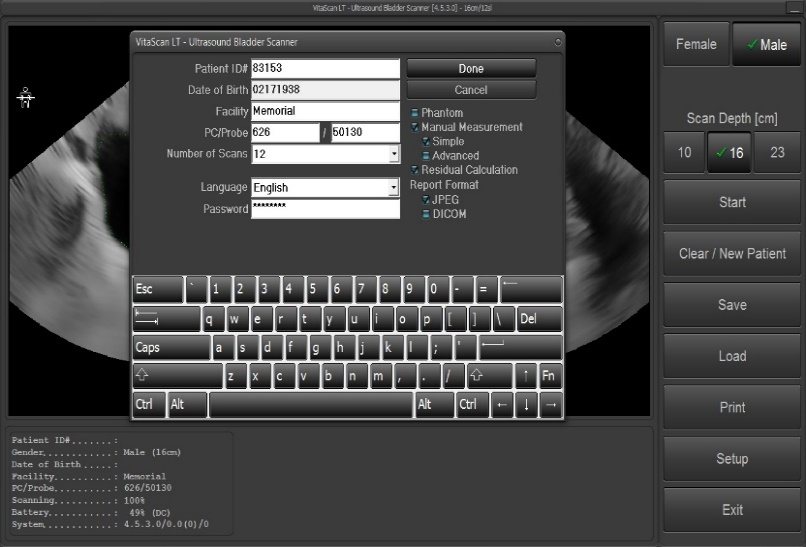 VitaScan LT - Ultrasound Bladder Scanner [4.5.3.0] - 16cm/12sl
VitaScan LT - Ultrasound Bladder Scanner
Patient ID# 83153
Date of Birth 02171938
Facility Memorial
PC/Probe 626 / 50130
Number of Scans 12
Language English
Password ********
Done
Cancel
Phantom
Manual Measurement
Simple
Advanced
Residual Calculation
Report Format
JPEG
DICOM
Esc ` 1 2 3 4 5 6 7 8 9 0 - =
q w e r t y u i o p [ ] \ Del
Caps a s d f g h j k l ; '
z x c v b n m , . / ↑ Fn
Ctrl Alt Alt Ctrl ← ↓ →
Female Male
Scan Depth [cm]
10 16 23
Start
Clear / New Patient
Save
Load
Print
Setup
Exit
Patient ID#.......:
Gender............: Male (16cm)
Date of Birth.....:
Facility..........: Memorial
PC/Probe..........: 626/50130
Scanning..........: 100%
Battery...........: 49% (DC)
System............: 4.5.3.0/0.0(0)/0